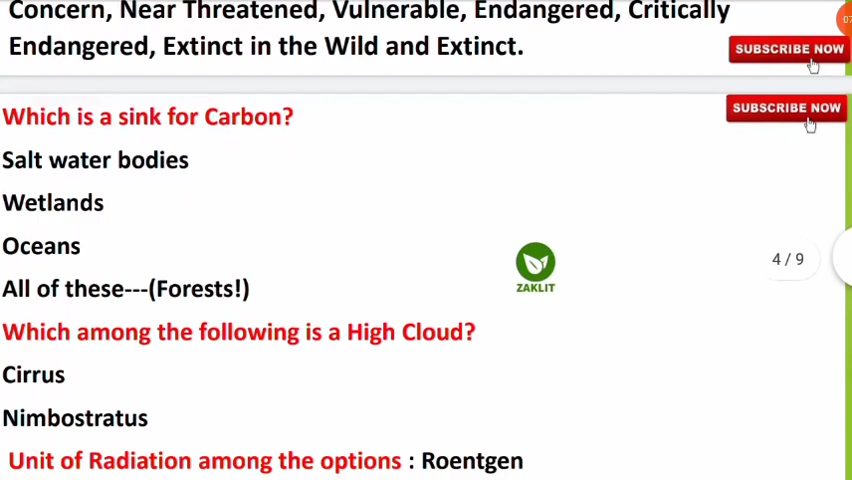 Concern, Near Threatened, Vulnerable, Endangered, Critically
Endangered, Extinct in the Wild and Extinct.
SUBSCRIBE NOW
Which is a sink for Carbon?
SUBSCRIBE NOW
Salt water bodies
Wetlands
Oceans
ZAKLIT
4 / 9
All of these---(Forests!)
Which among the following is a High Cloud?
Cirrus
Nimbostratus
Unit of Radiation among the options : Roentgen